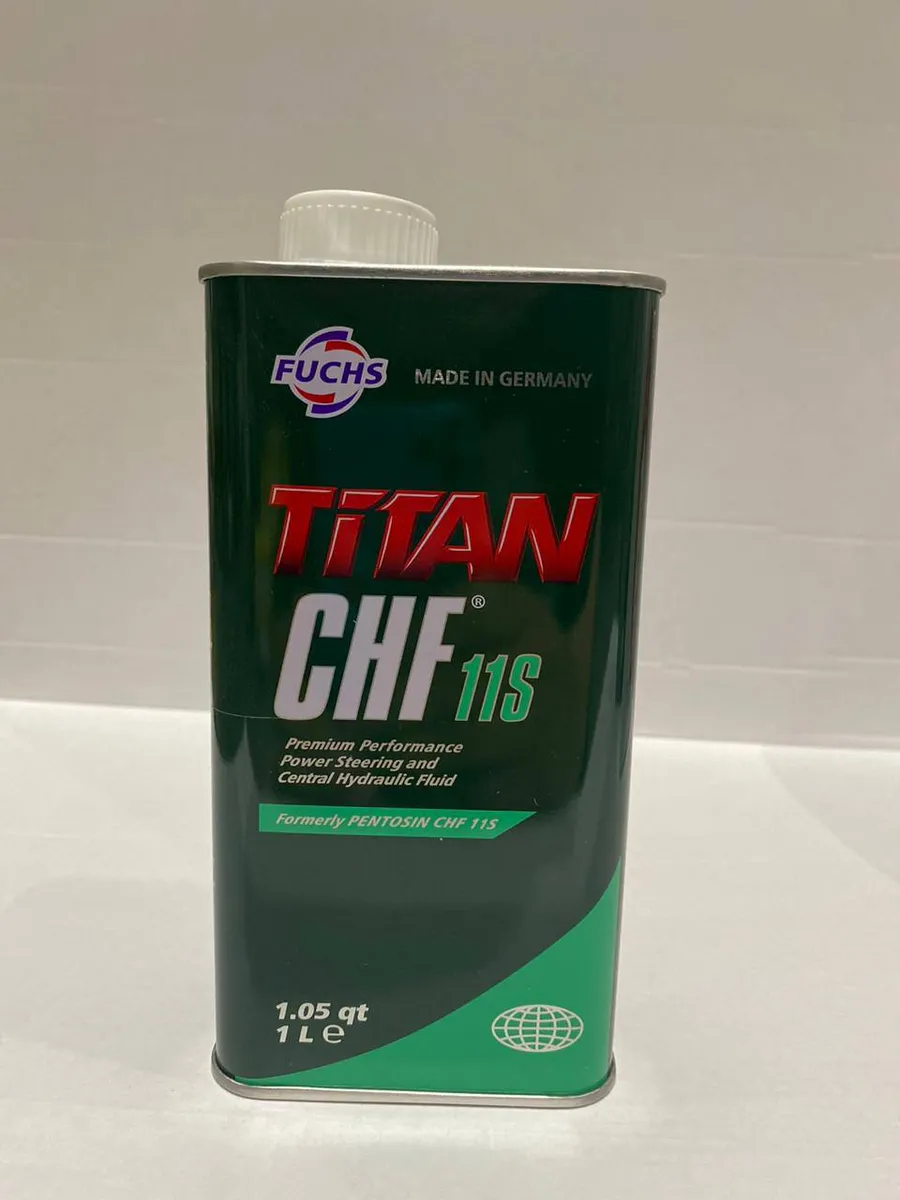 FUCHS
MADE IN GERMANY
TiTAN
CHF® 11S
Premium Performance
Power Steering and
Central Hydraulic Fluid
Formerly PENTOSIN CHF 11S
1.05 qt
1 L ℮